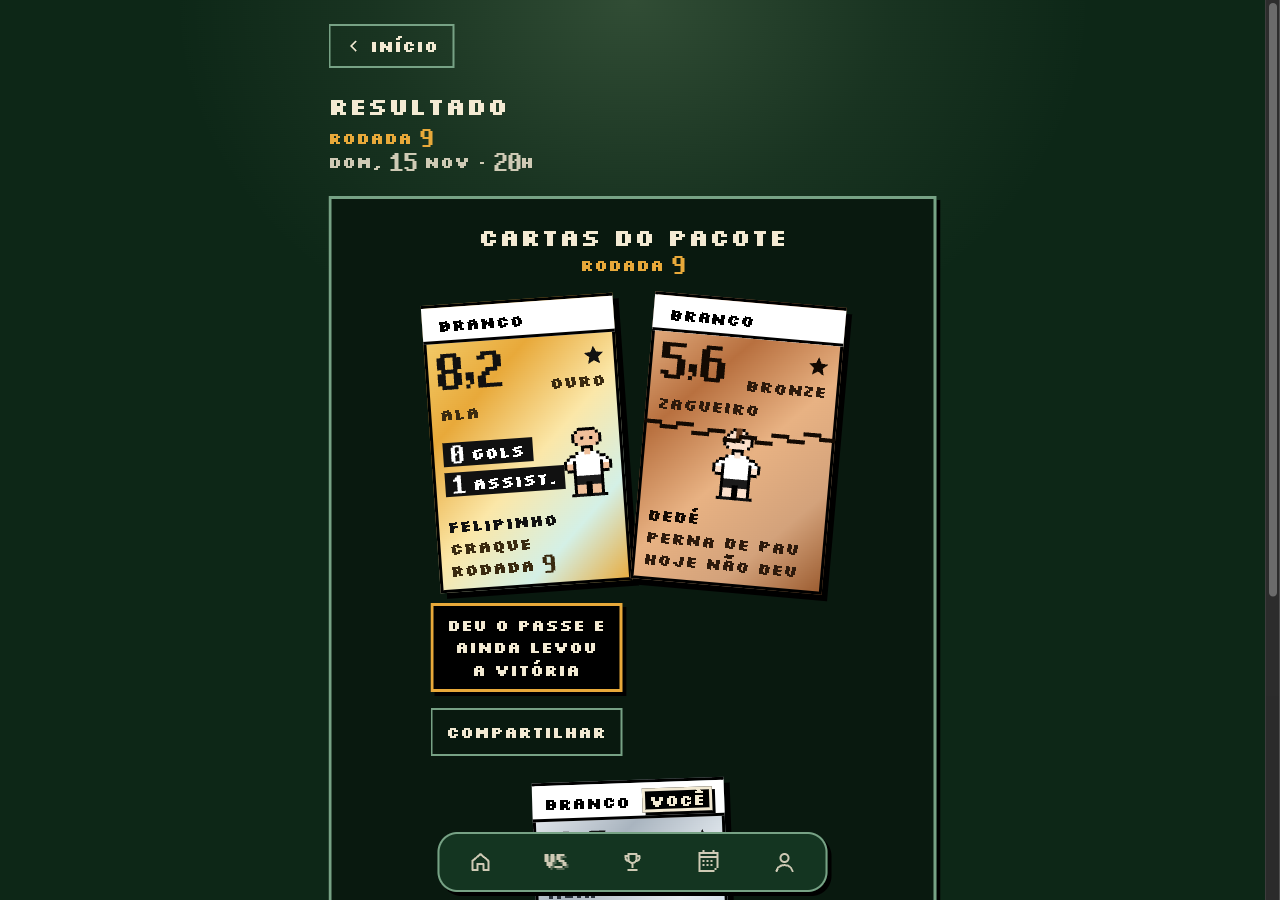 INÍCIO
RESULTADO
RODADA 9
DOM, 15 NOV · 20H
CARTAS DO PACOTE
RODADA 9
BRANCO
8,2
OURO
ALA
0 GOLS
1 ASSIST.
FELIPINHO
CRAQUE
RODADA 9
BRANCO
5,6
BRONZE
ZAGUEIRO
DEDÉ
PERNA DE PAU
HOJE NÃO DEU
DEU O PASSE E
AINDA LEVOU
A VITÓRIA
COMPARTILHAR
BRANCO VOCÊ
VS